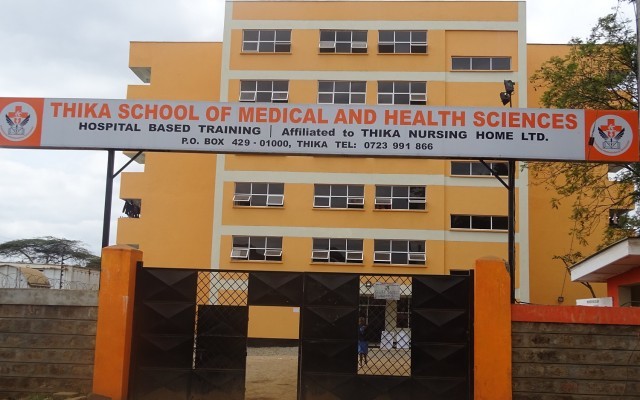 THIKA SCHOOL OF MEDICAL AND HEALTH SCIENCES
HOSPITAL BASED TRAINING | Affiliated to THIKA NURSING HOME LTD.
P.O. BOX 429 - 01000, THIKA TEL: 0723 991 866